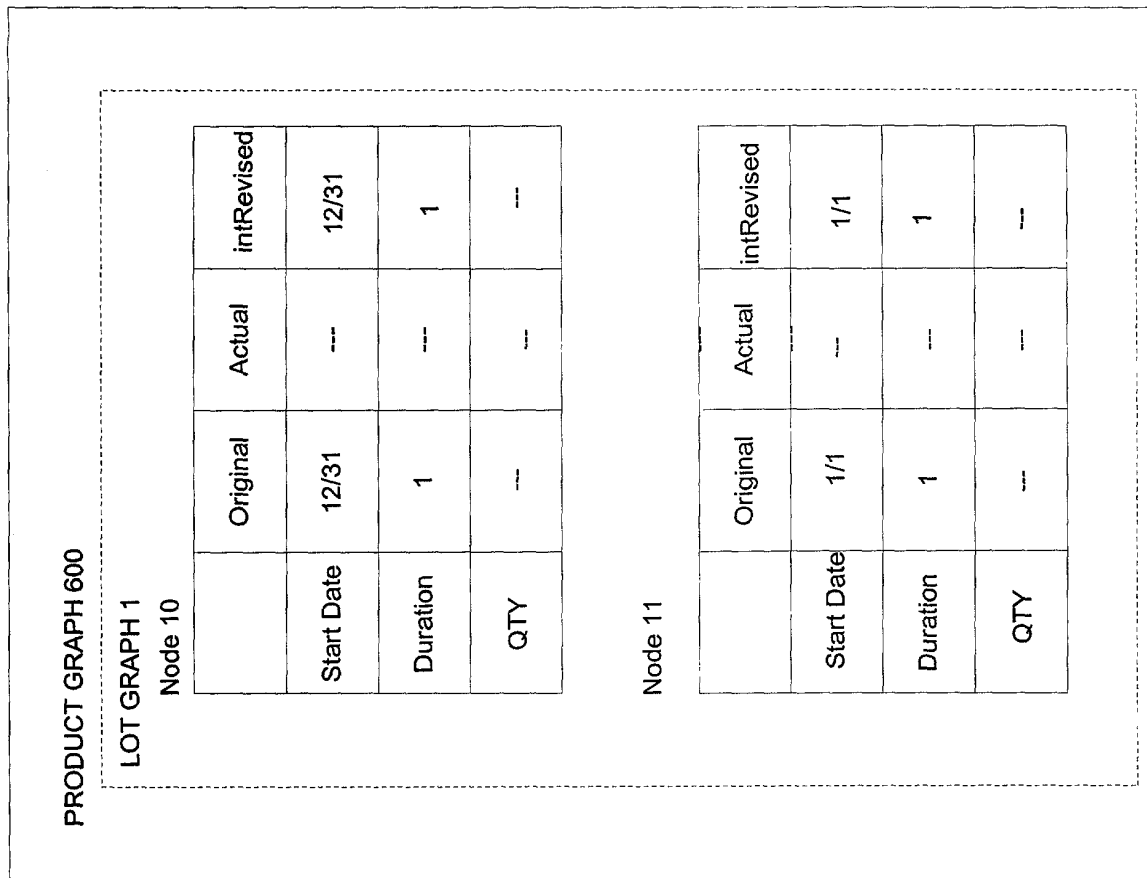 PRODUCT GRAPH 600
LOT GRAPH 1
Node 10
Original Actual intRevised
Start Date 12/31 --- 12/31
Duration 1 --- 1
QTY --- --- ---
Node 11
Original Actual intRevised
Start Date 1/1 --- 1/1
Duration 1 --- 1
QTY --- --- ---